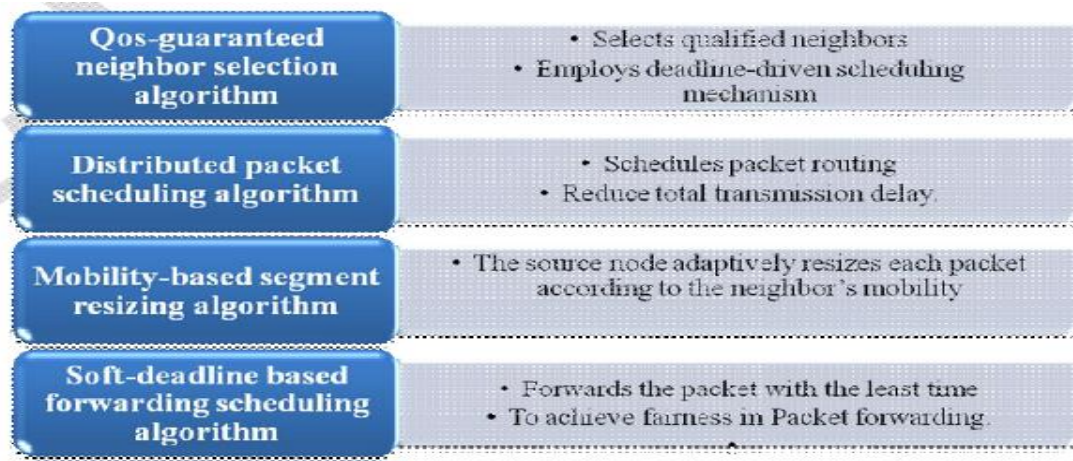 Qos-guaranteed
neighbor selection
algorithm
• Selects qualified neighbors
• Employs deadline-driven scheduling
mechanism
Distributed packet
scheduling algorithm
• Schedules packet routing
• Reduce total transmission delay.
Mobility-based segment
resizing algorithm
• The source node adaptively resizes each packet
according to the neighbor's mobility
Soft-deadline based
forwarding scheduling
algorithm
• Forwards the packet with the least time
• To achieve fairness in Packet forwarding.
•